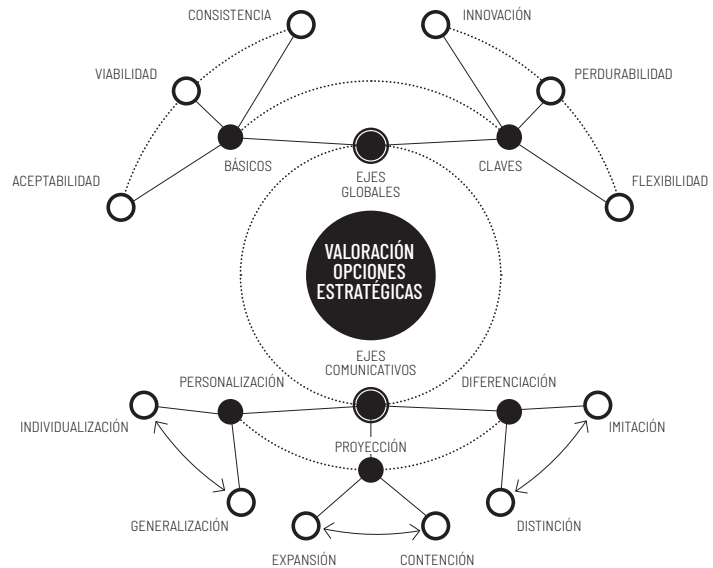 CONSISTENCIA
INNOVACIÓN
VIABILIDAD
PERDURABILIDAD
BÁSICOS
CLAVES
EJES
GLOBALES
ACEPTABILIDAD
FLEXIBILIDAD
VALORACIÓN
OPCIONES
ESTRATÉGICAS
EJES
COMUNICATIVOS
PERSONALIZACIÓN
DIFERENCIACIÓN
INDIVIDUALIZACIÓN
IMITACIÓN
PROYECCIÓN
GENERALIZACIÓN
DISTINCIÓN
EXPANSIÓN
CONTENCIÓN